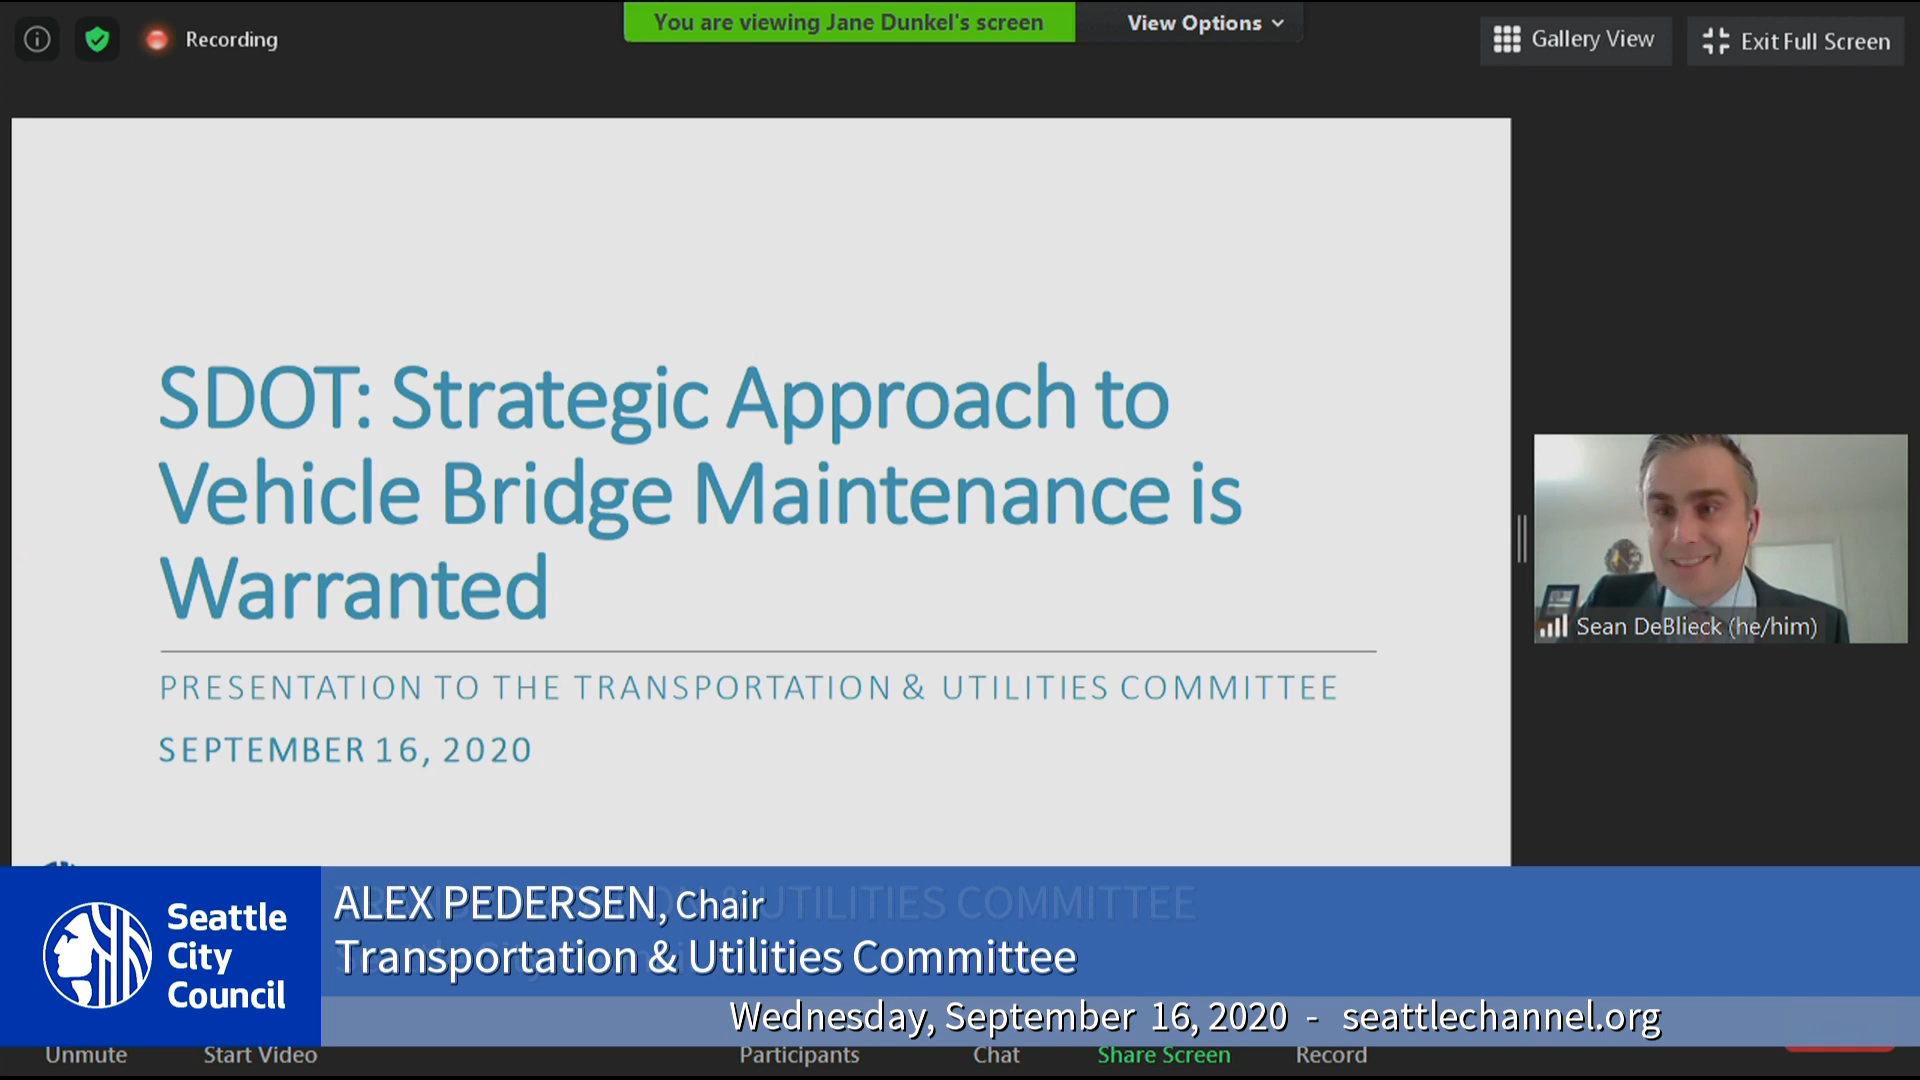 Recording
You are viewing Jane Dunkel's screen
View Options
Gallery View
Exit Full Screen
SDOT: Strategic Approach to
Vehicle Bridge Maintenance is
Warranted
PRESENTATION TO THE TRANSPORTATION & UTILITIES COMMITTEE
SEPTEMBER 16, 2020
Sean DeBlieck (he/him)
Seattle
City
Council
ALEX PEDERSEN, Chair
UTILITIES COMMITTEE
Transportation & Utilities Committee
Wednesday, September 16, 2020 - seattlechannel.org
Unmute
Start Video
Participants
Chat
Share Screen
Record